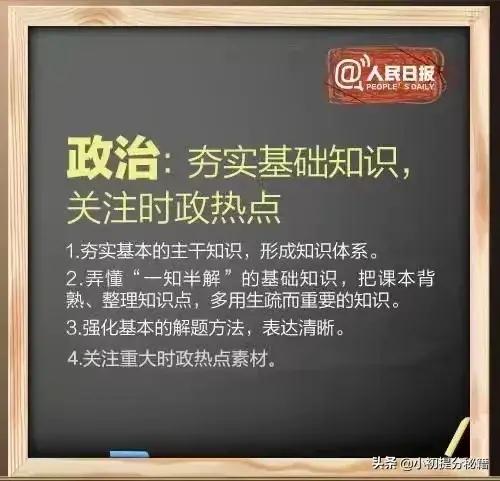 @人民日报
PEOPLE'S DAILY
政治：夯实基础知识，
关注时政热点
1.夯实基本的主干知识，形成知识体系。
2.弄懂“一知半解”的基础知识，把课本背
熟、整理知识点，多用生疏而重要的知识。
3.强化基本的解题方法，表达清晰。
4.关注重大时政热点素材。
头条 @小初提分秘籍